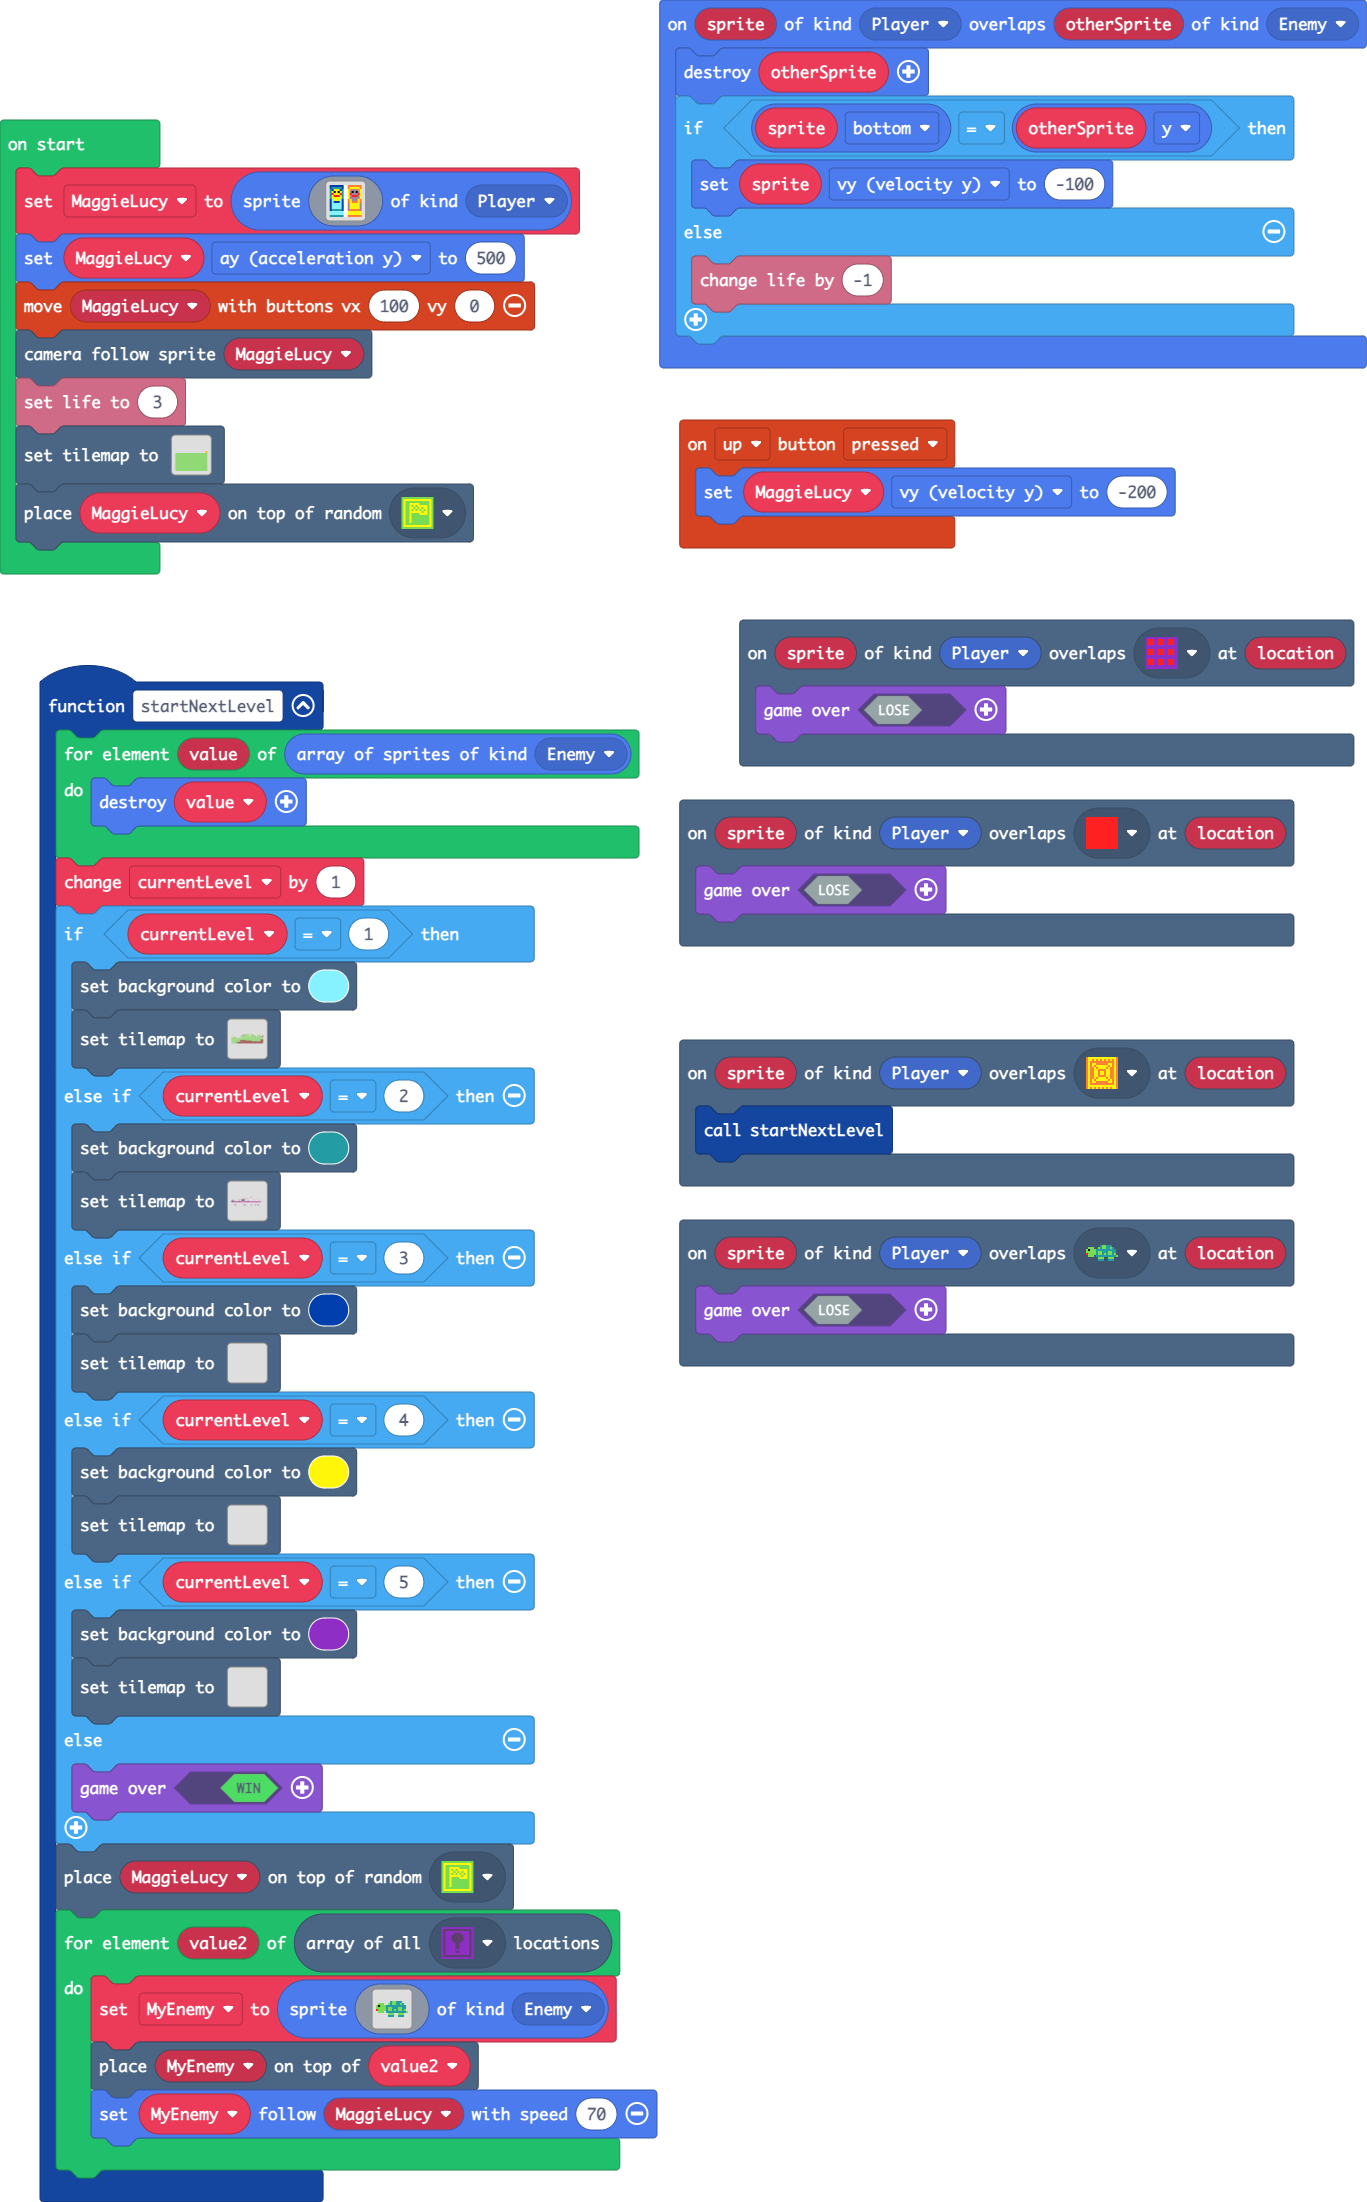 on start
set MaggieLucy to sprite of kind Player
set MaggieLucy ay (acceleration y) to 500
move MaggieLucy with buttons vx 100 vy 0
camera follow sprite MaggieLucy
set life to 3
set tilemap to
place MaggieLucy on top of random
on sprite of kind Player overlaps otherSprite of kind Enemy
destroy otherSprite
if sprite bottom = otherSprite y then
set sprite vy (velocity y) to -100
else
change life by -1
on up button pressed
set MaggieLucy vy (velocity y) to -200
function startNextLevel
for element value of array of sprites of kind Enemy
do destroy value
change currentLevel by 1
if currentLevel = 1 then
set background color to
set tilemap to
else if currentLevel = 2 then
set background color to
set tilemap to
else if currentLevel = 3 then
set background color to
set tilemap to
else if currentLevel = 4 then
set background color to
set tilemap to
else if currentLevel = 5 then
set background color to
set tilemap to
else
game over WIN
place MaggieLucy on top of random
for element value2 of array of all locations
do set MyEnemy to sprite of kind Enemy
place MyEnemy on top of value2
set MyEnemy follow MaggieLucy with speed 70
on sprite of kind Player overlaps at location
game over LOSE
on sprite of kind Player overlaps at location
game over LOSE
on sprite of kind Player overlaps at location
call startNextLevel
on sprite of kind Player overlaps at location
game over LOSE